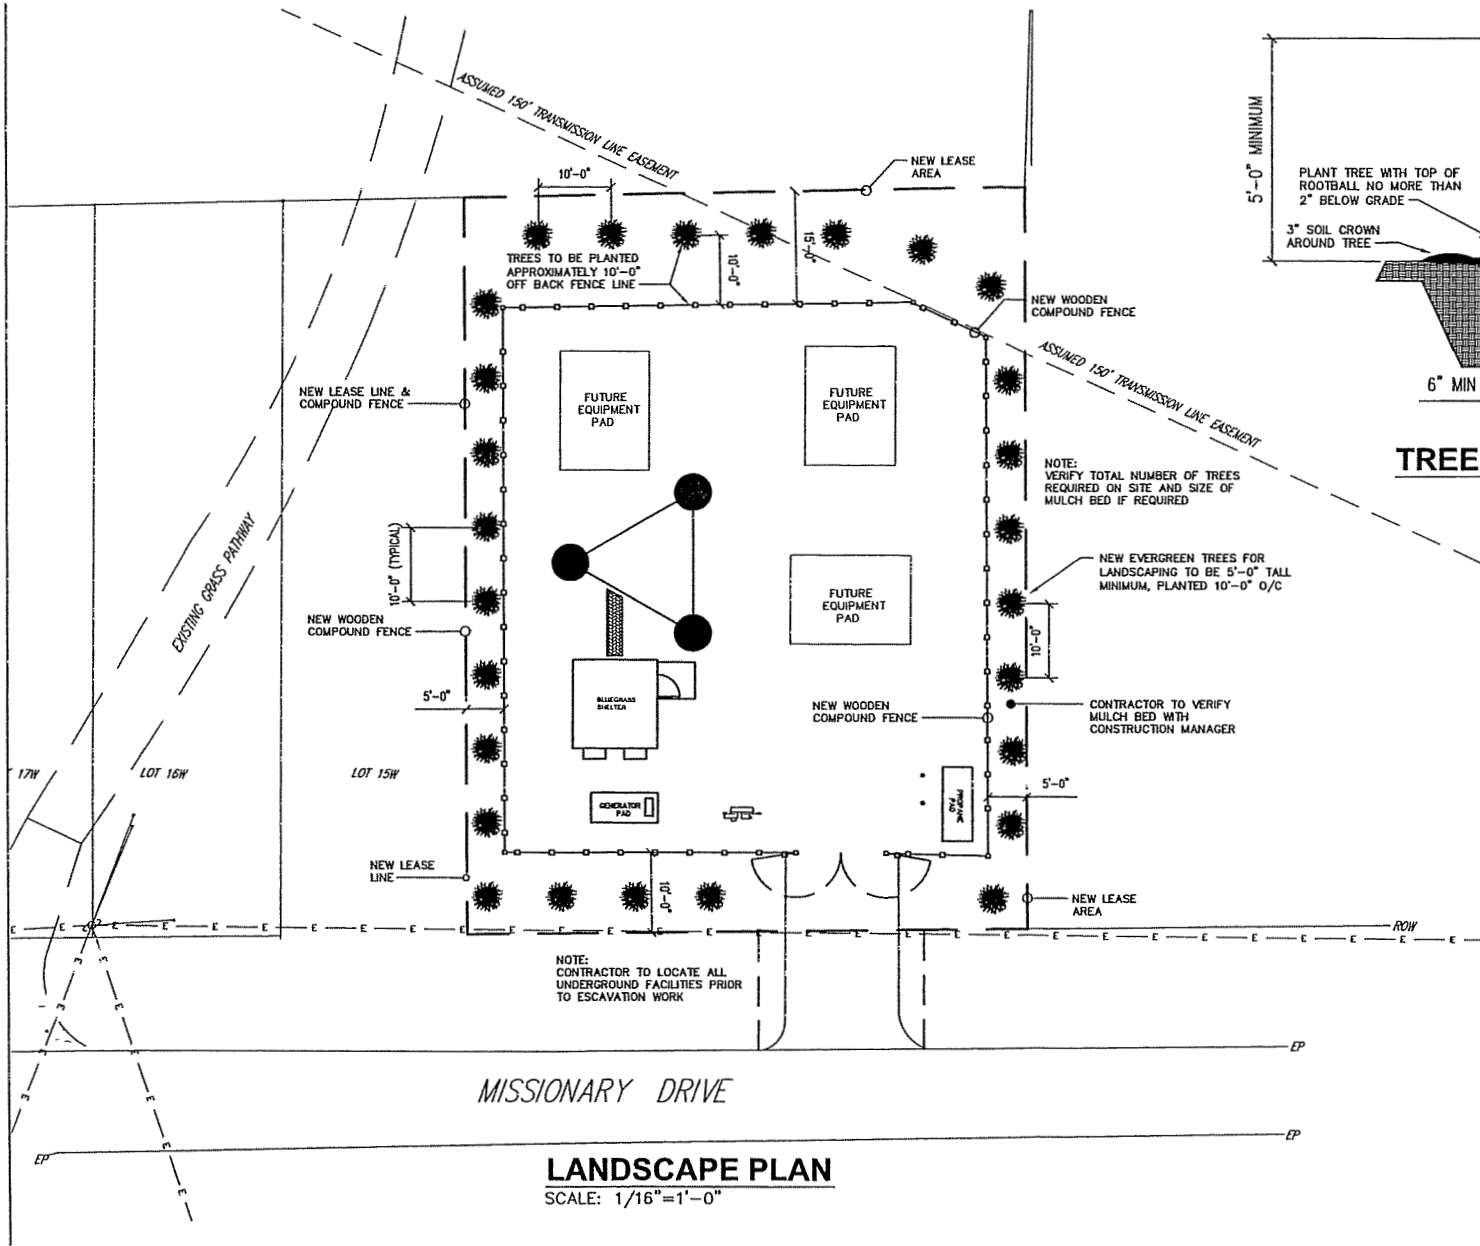 ASSUMED 150' TRANSMISSION LINE EASEMENT
10'-0"
NEW LEASE
AREA
5'-0" MINIMUM
PLANT TREE WITH TOP OF
ROOTBALL NO MORE THAN
2" BELOW GRADE
3" SOIL CROWN
AROUND TREE
6" MIN
TREE
TREES TO BE PLANTED
APPROXIMATELY 10'-0"
OFF BACK FENCE LINE
10'-0"
15'-0"
NEW WOODEN
COMPOUND FENCE
ASSUMED 150' TRANSMISSION LINE EASEMENT
NEW LEASE LINE &
COMPOUND FENCE
FUTURE
EQUIPMENT
PAD
FUTURE
EQUIPMENT
PAD
NOTE:
VERIFY TOTAL NUMBER OF TREES
REQUIRED ON SITE AND SIZE OF
MULCH BED IF REQUIRED
EXISTING GRASS PATHWAY
10'-0" (TYPICAL)
NEW EVERGREEN TREES FOR
LANDSCAPING TO BE 5'-0" TALL
MINIMUM, PLANTED 10'-0" O/C
FUTURE
EQUIPMENT
PAD
NEW WOODEN
COMPOUND FENCE
10'-0"
5'-0"
BLUEGRASS
SHELTER
NEW WOODEN
COMPOUND FENCE
CONTRACTOR TO VERIFY
MULCH BED WITH
CONSTRUCTION MANAGER
17W
LOT 16W
LOT 15W
GENERATOR
PAD
PROPANE
PAD
5'-0"
NEW LEASE
LINE
10'-0"
NEW LEASE
AREA
E E E E E E E E E E E E E E E E E E
ROW
NOTE:
CONTRACTOR TO LOCATE ALL
UNDERGROUND FACILITIES PRIOR
TO ESCAVATION WORK
EP
MISSIONARY DRIVE
EP
EP
LANDSCAPE PLAN
SCALE: 1/16"=1'-0"